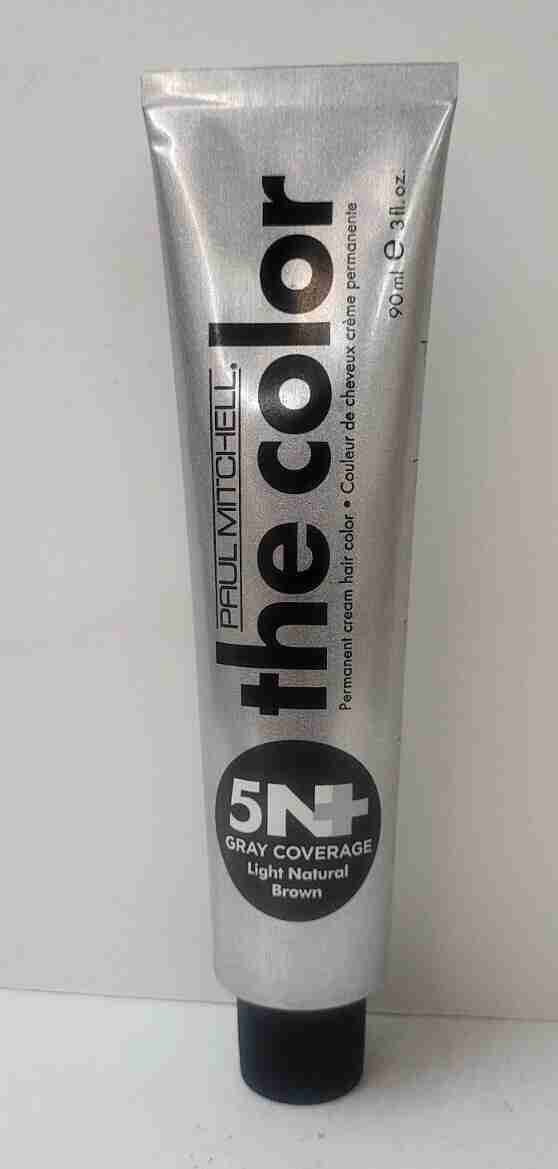 PAUL MITCHELL®
the color
Permanent cream hair color • Couleur de cheveux crème permanente
90 ml e 3 fl. oz.
5N+
GRAY COVERAGE
Light Natural
Brown